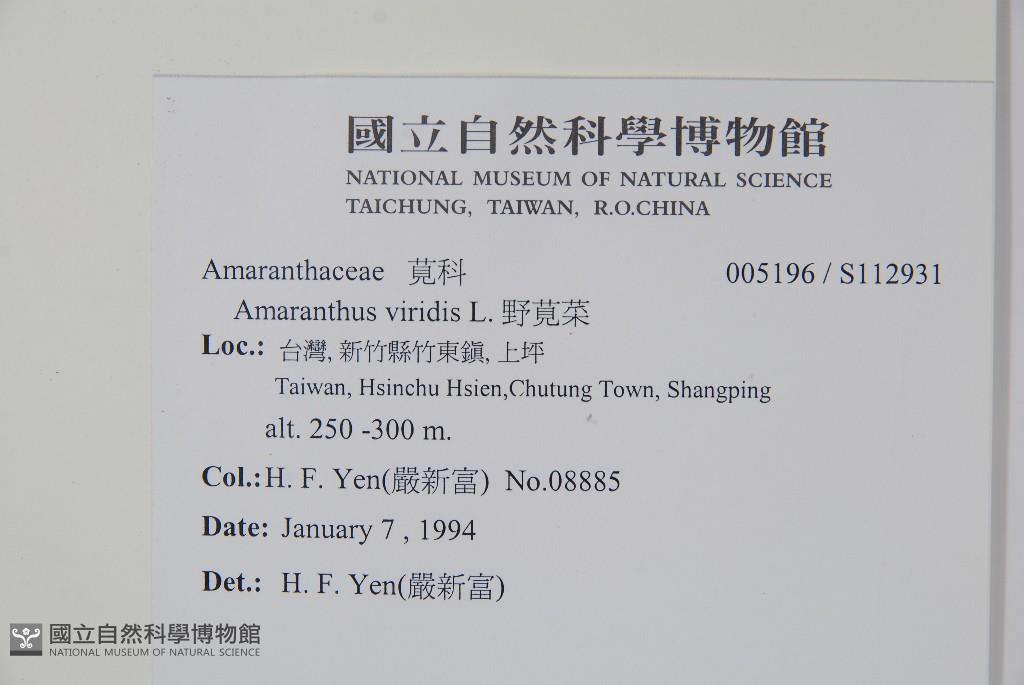 國立自然科學博物館
NATIONAL MUSEUM OF NATURAL SCIENCE
TAICHUNG, TAIWAN, R.O.CHINA
Amaranthaceae 莧科 005196 / S112931
Amaranthus viridis L. 野莧菜
Loc.: 台灣, 新竹縣竹東鎮, 上坪
Taiwan, Hsinchu Hsien,Chutung Town, Shangping
alt. 250 -300 m.
Col.:H. F. Yen(嚴新富) No.08885
Date: January 7 , 1994
Det.: H. F. Yen(嚴新富)
國立自然科學博物館
NATIONAL MUSEUM OF NATURAL SCIENCE